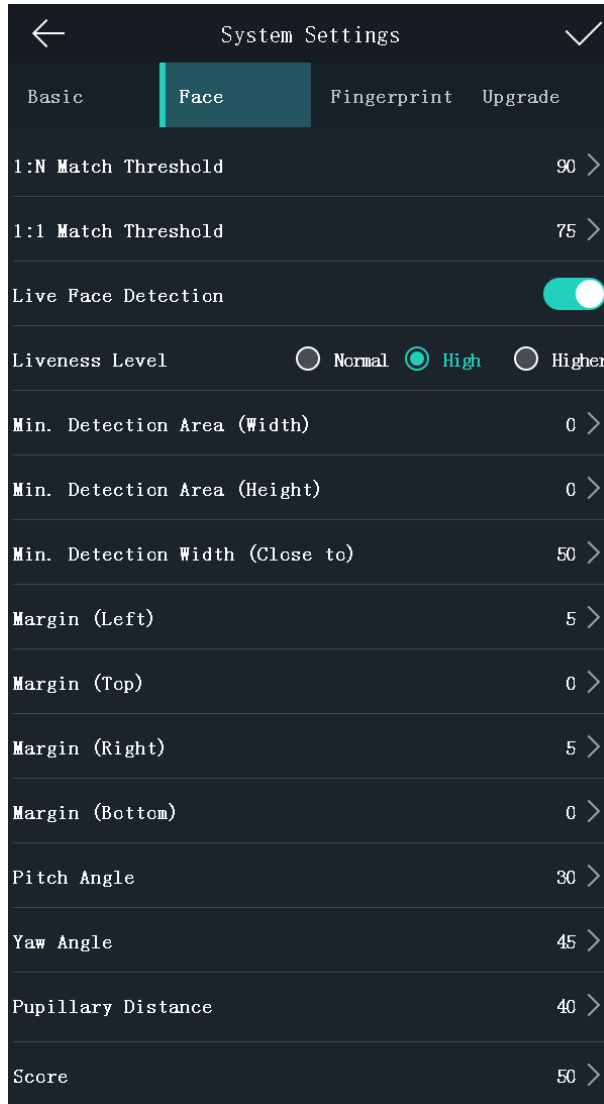 System Settings
Basic Face Fingerprint Upgrade
1:N Match Threshold 90
1:1 Match Threshold 75
Live Face Detection
Liveness Level Normal High Higher
Min. Detection Area (Width) 0
Min. Detection Area (Height) 0
Min. Detection Width (Close to) 50
Margin (Left) 5
Margin (Top) 0
Margin (Right) 5
Margin (Bottom) 0
Pitch Angle 30
Yaw Angle 45
Pupillary Distance 40
Score 50